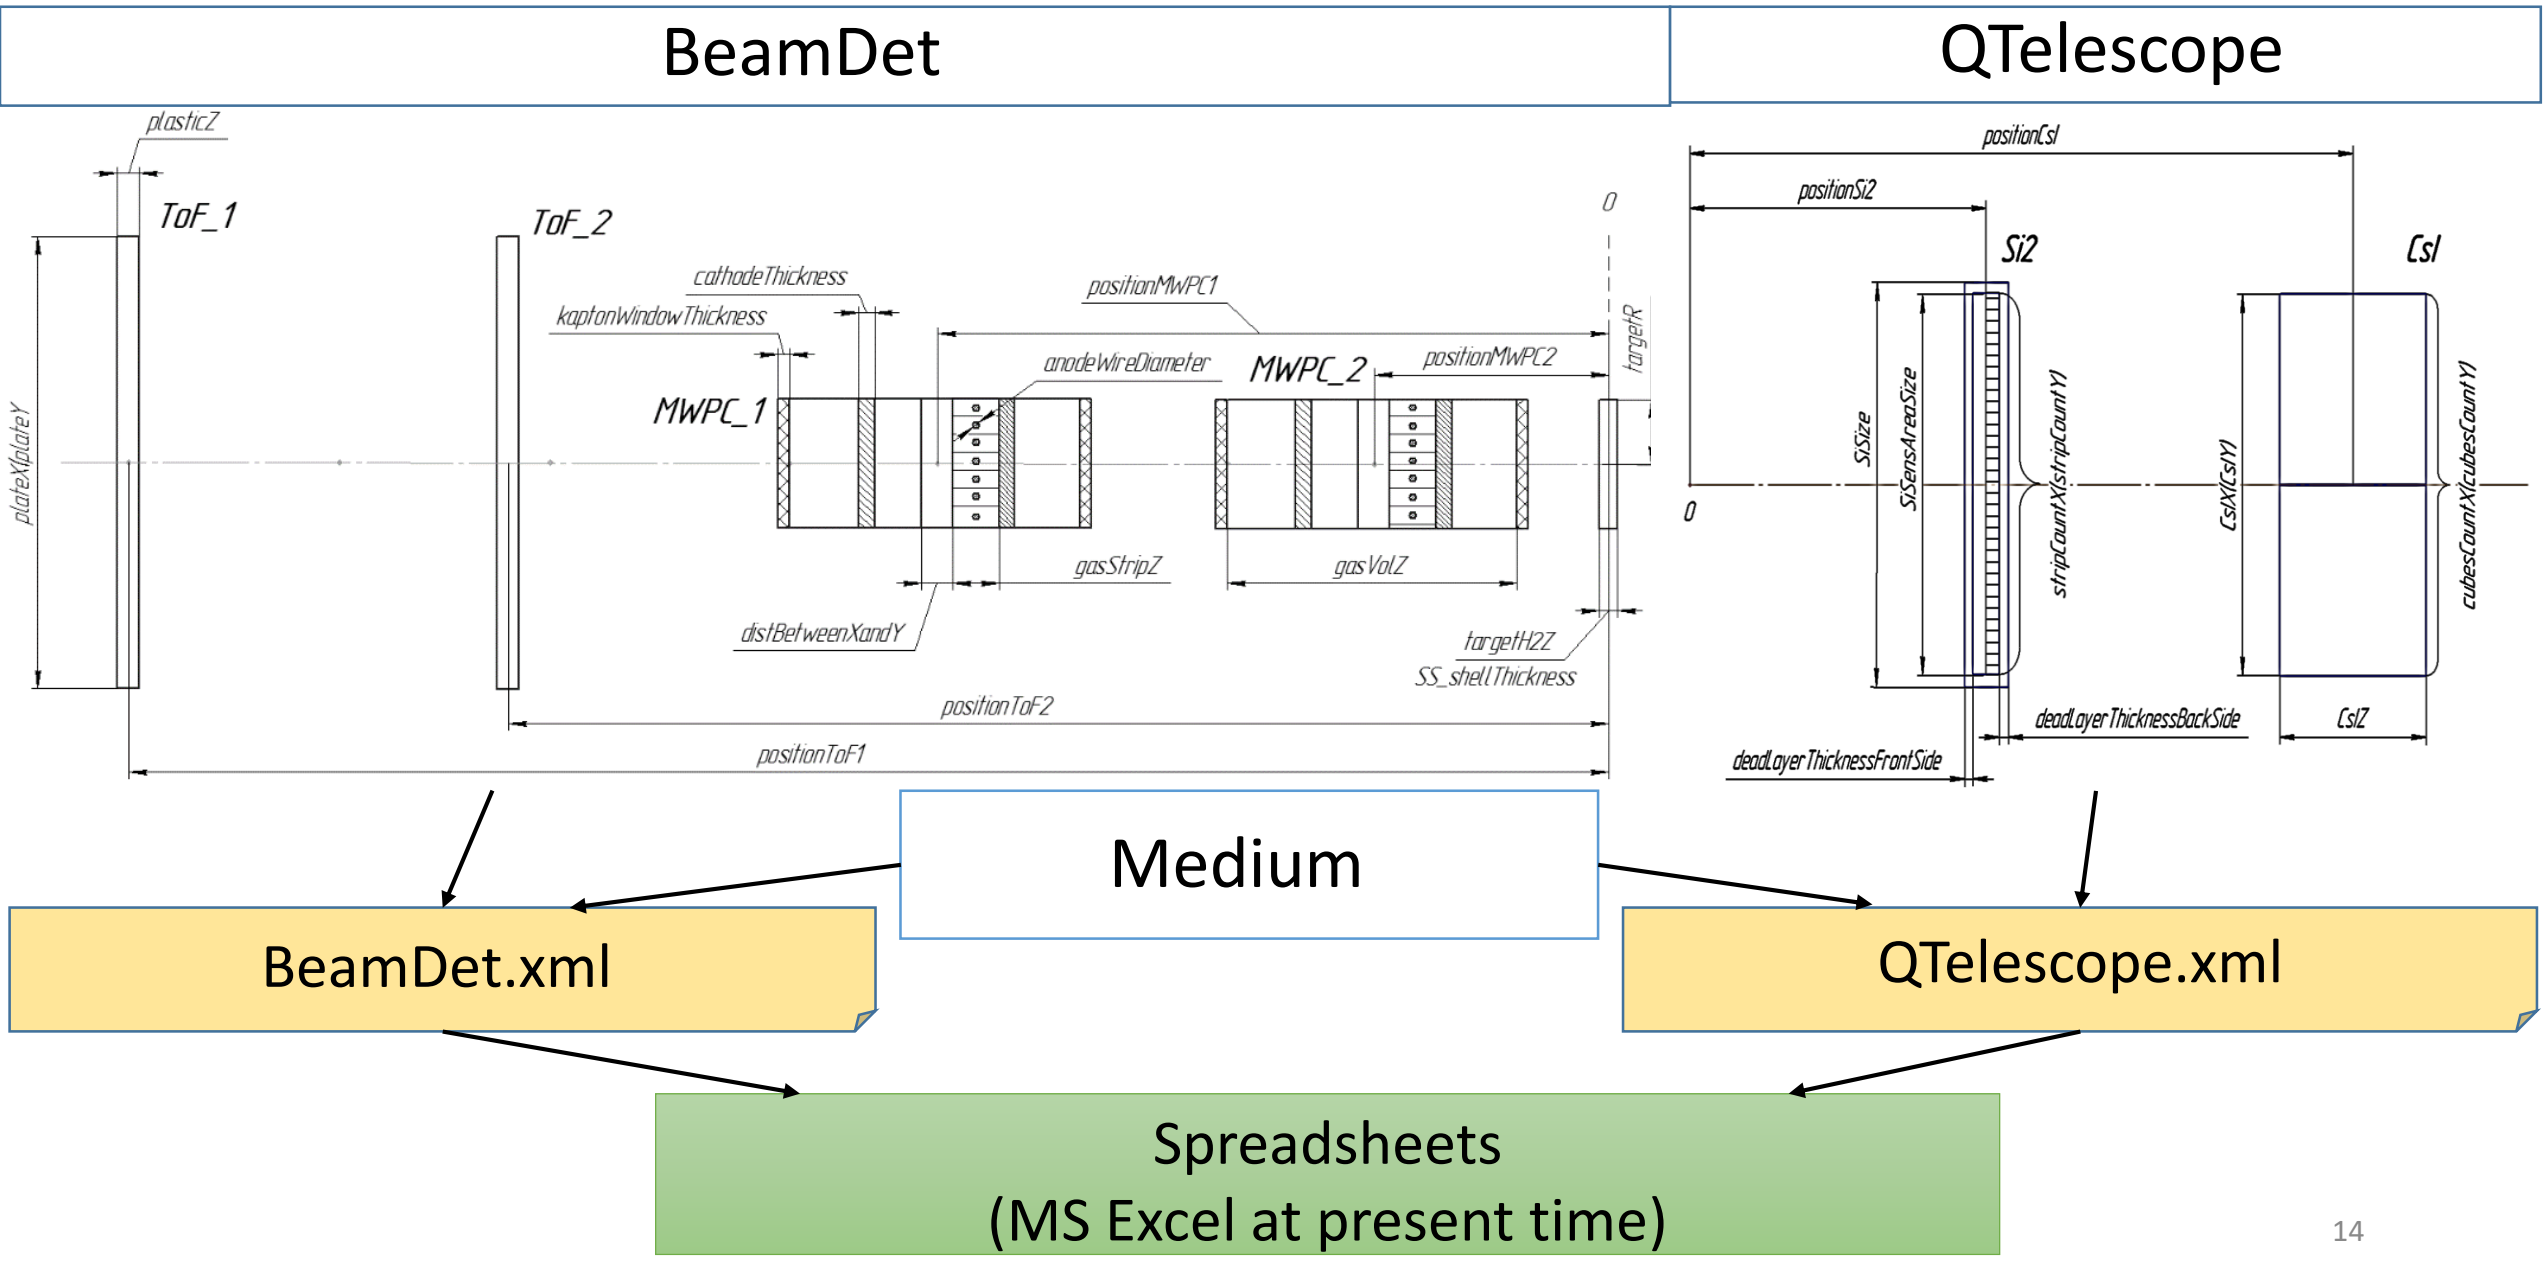 BeamDet
QTelescope
plasticZ
ToF_1
ToF_2
plateX(plateY)
cathodeThickness
kaptonWindowThickness
positionMWPC1
anodeWireDiameter
MWPC_1
MWPC_2
positionMWPC2
0
targetR
gasStripZ
gasVolZ
distBetweenXandY
targetH2Z
SS_shellThickness
positionToF2
positionToF1
positionCsI
positionSi2
Si2
CsI
SiSize
SiSensAreaSize
stripCountX(stripCountY)
CsIX(CsIY)
cubesCountX(cubesCountY)
0
deadLayerThicknessBackSide
CsIZ
deadLayerThicknessFrontSide
Medium
BeamDet.xml
QTelescope.xml
Spreadsheets
(MS Excel at present time)
14